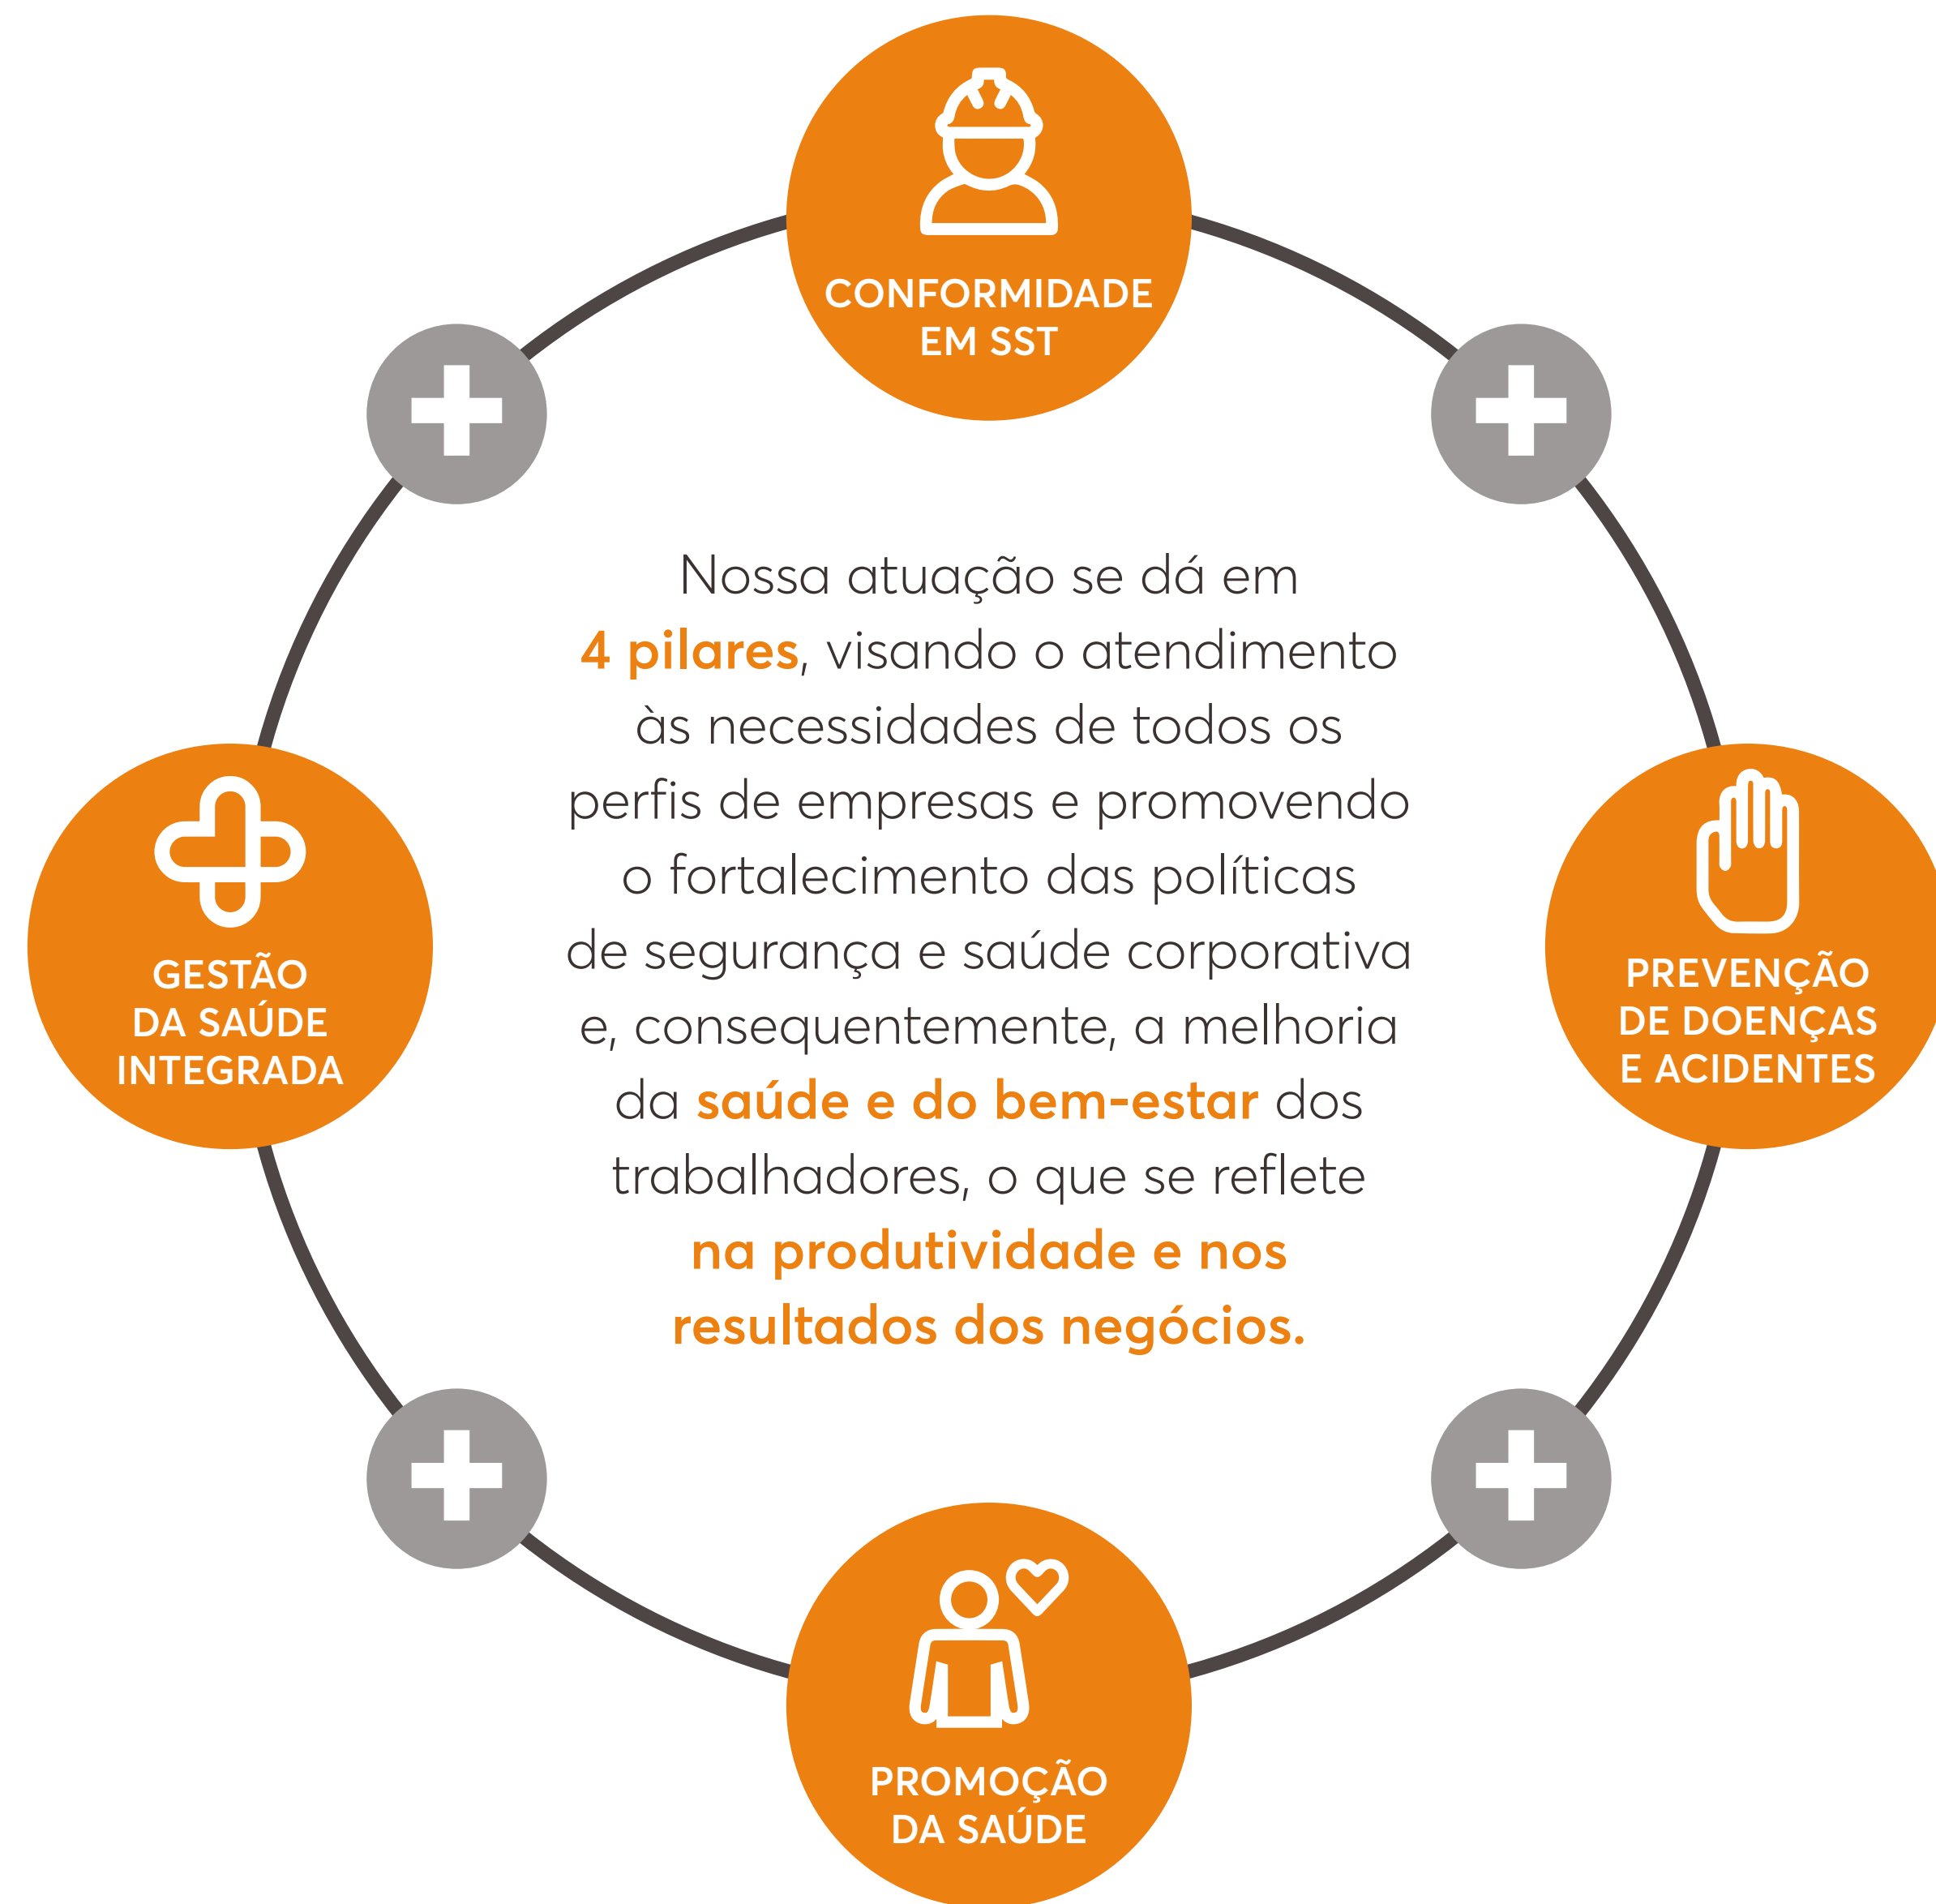 CONFORMIDADE
EM SST
Nossa atuação se dá em
4 pilares, visando o atendimento
às necessidades de todos os
perfis de empresas e promovendo
o fortalecimento das políticas
de segurança e saúde corporativa
e, consequentemente, a melhoria
da saúde e do bem-estar dos
trabalhadores, o que se reflete
na produtividade e nos
resultados dos negócios.
GESTÃO
DA SAÚDE
INTEGRADA
PREVENÇÃO
DE DOENÇAS
E ACIDENTES
PROMOÇÃO
DA SAÚDE